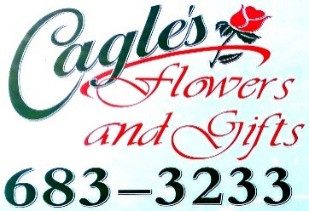 Cagle's
Flowers
and Gifts
683-3233